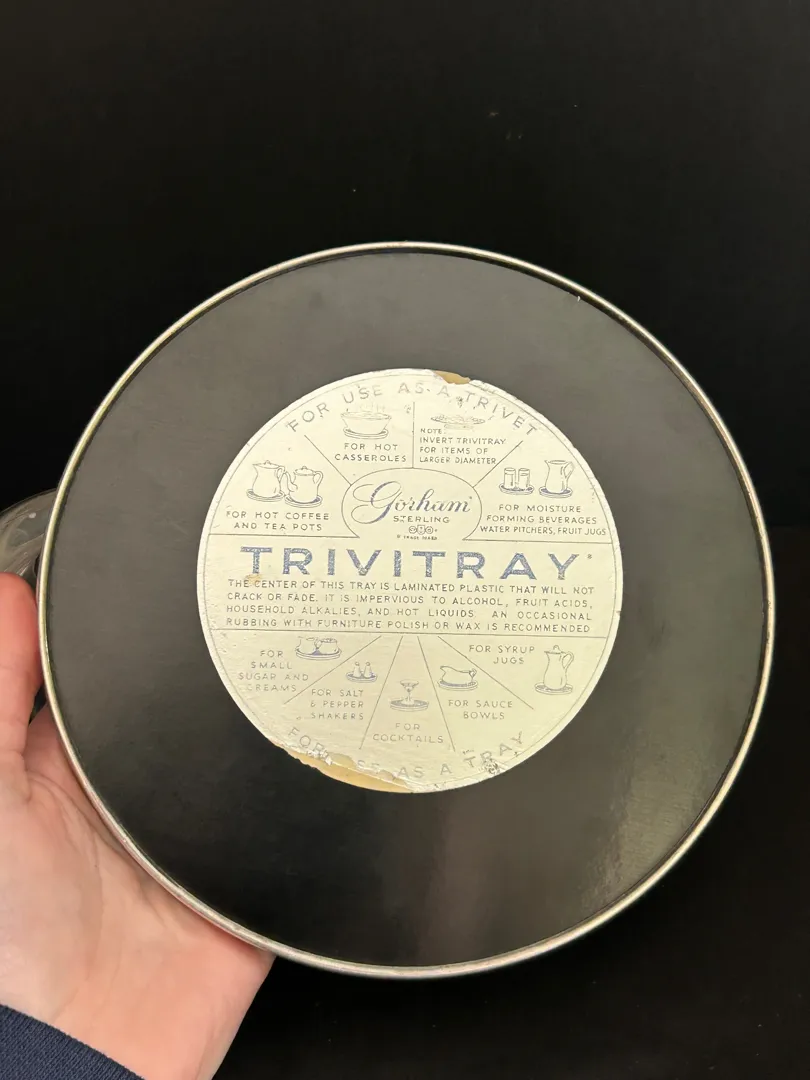 FOR USE AS A TRIVET
FOR HOT
CASSEROLES
NOTE:
INVERT TRIVITRAY
FOR ITEMS OF
LARGER DIAMETER
FOR HOT COFFEE
AND TEA POTS
Gorham
STERLING
FOR MOISTURE
FORMING BEVERAGES
WATER PITCHERS, FRUIT JUGS
TRIVITRAY®
THE CENTER OF THIS TRAY IS LAMINATED PLASTIC THAT WILL NOT
CRACK OR FADE. IT IS IMPERVIOUS TO ALCOHOL, FRUIT ACIDS,
HOUSEHOLD ALKALIES, AND HOT LIQUIDS AN OCCASIONAL
RUBBING WITH FURNITURE POLISH OR WAX IS RECOMMENDED
FOR
SMALL
SUGAR AND
CREAMS
FOR SALT
& PEPPER
SHAKERS
FOR
COCKTAILS
FOR SAUCE
BOWLS
FOR SYRUP
JUGS
FOR AS A TRAY